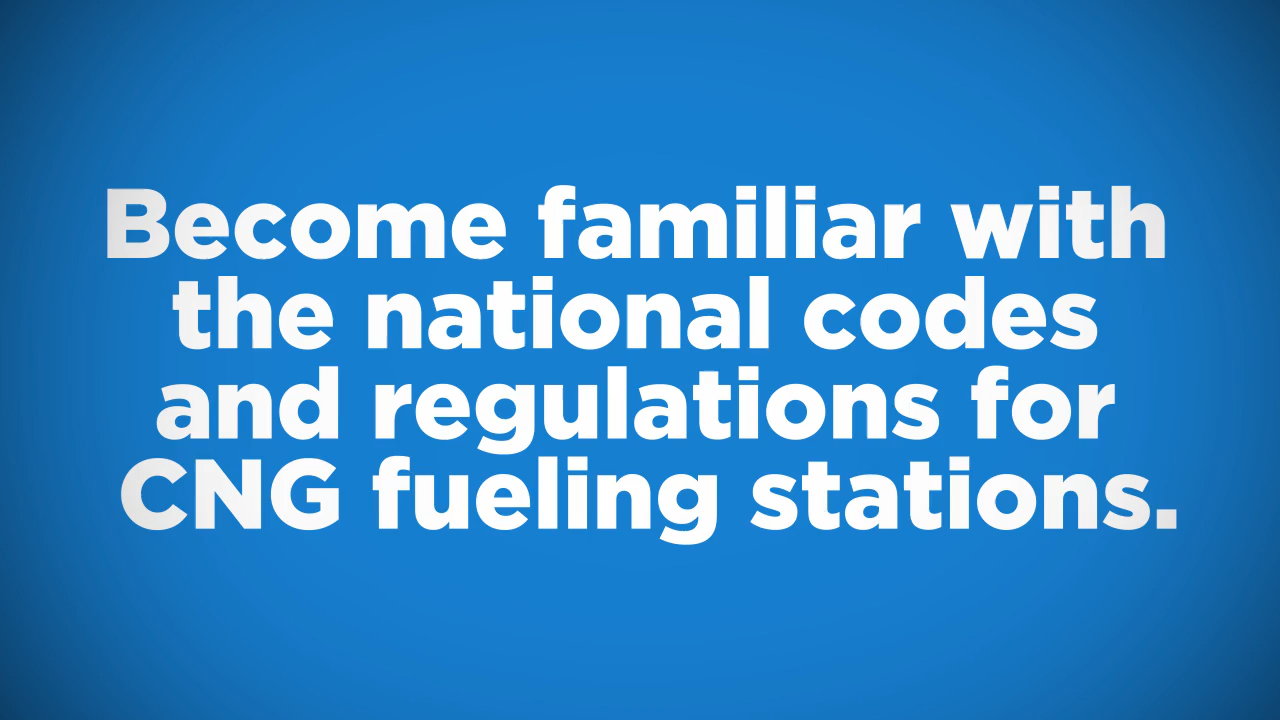 Become familiar with
the national codes
and regulations for
CNG fueling stations.